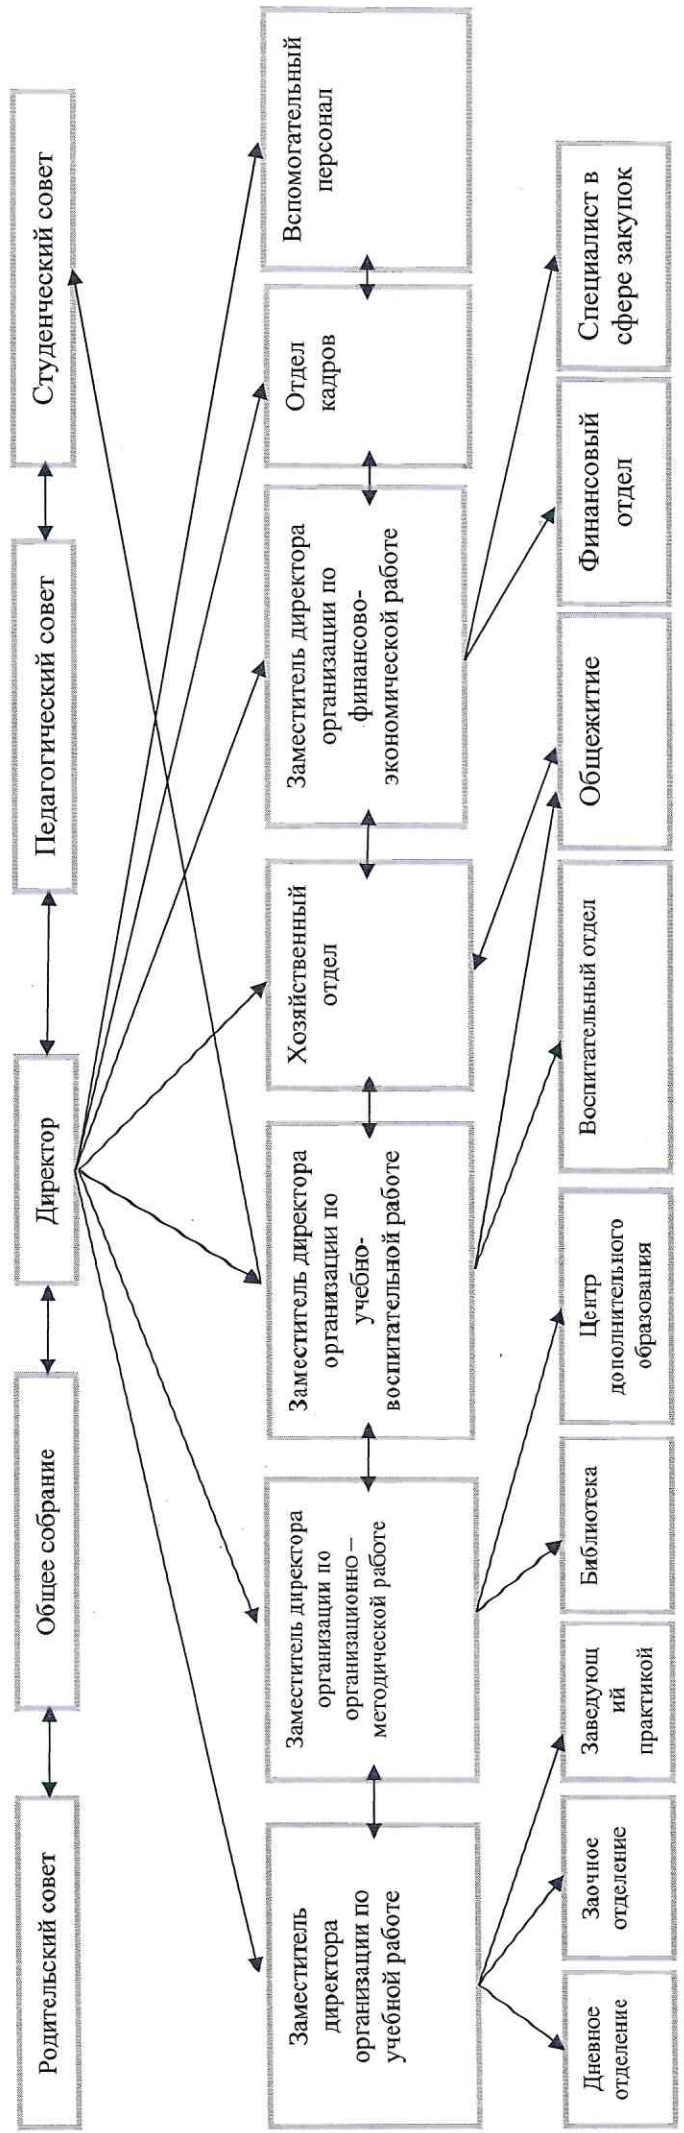 Родительский совет
Общее собрание
Директор
Педагогический совет
Студенческий совет
Заместитель
директора
организации по
учебной работе
Заместитель директора
организации по
организационно –
методической работе
Заместитель директора
организации по
учебно-
воспитательной работе
Хозяйственный
отдел
Заместитель директора
организации по
финансово-
экономической работе
Отдел
кадров
Вспомогательный
персонал
Дневное
отделение
Заочное
отделение
Заведующ
ий
практикой
Библиотека
Центр
дополнительного
образования
Воспитательный отдел
Общежитие
Финансовый
отдел
Специалист в
сфере закупок